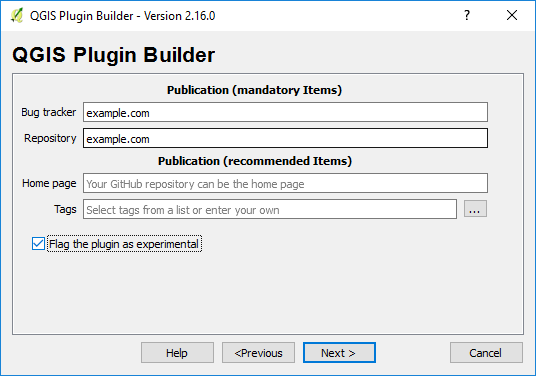 QGIS Plugin Builder - Version 2.16.0
QGIS Plugin Builder
Publication (mandatory Items)
Bug tracker example.com
Repository example.com
Publication (recommended Items)
Home page Your GitHub repository can be the home page
Tags Select tags from a list or enter your own ...
Flag the plugin as experimental
Help <Previous Next > Cancel